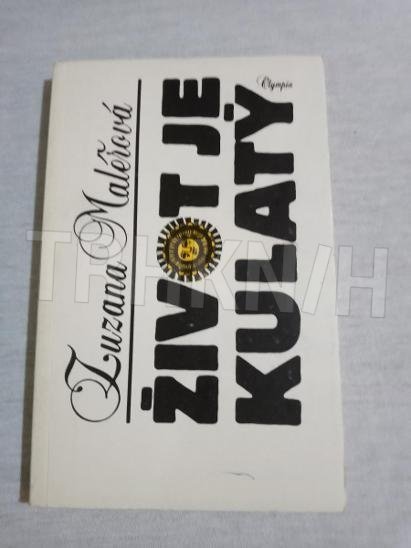 Zuzana Maléřová
ŽIVOT JE
KULATÝ
Olympia
TRHKNIH